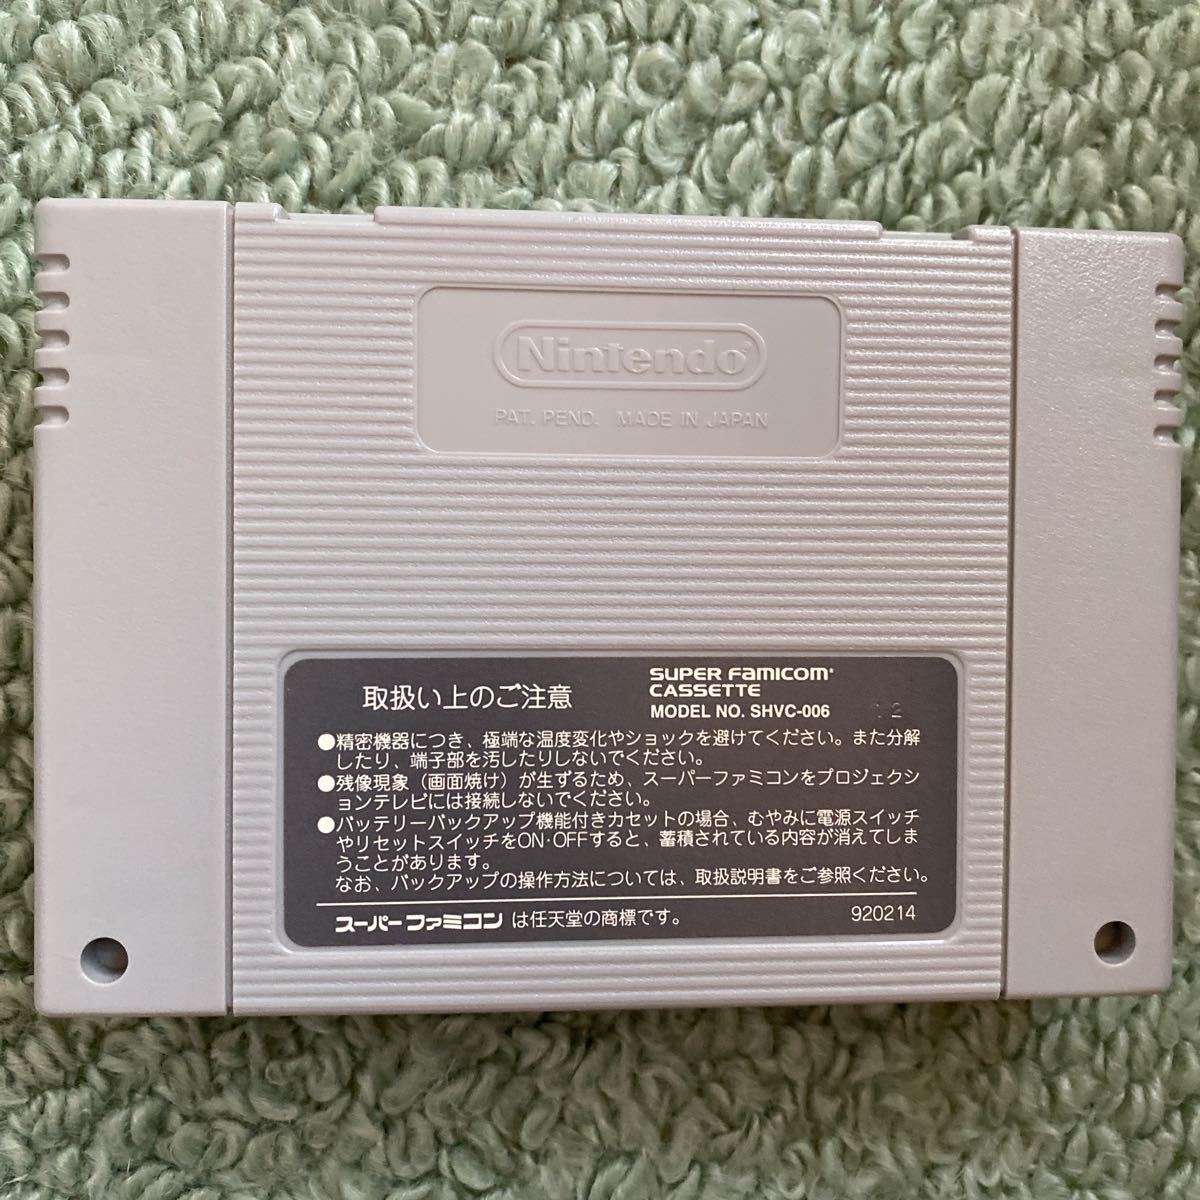 Nintendo
PAT. PEND. MADE IN JAPAN
取扱い上のご注意
SUPER FAMICOM
CASSETTE
MODEL NO. SHVC-006
12
●精密機器につき、極端な温度変化やショックを避けてください。また分解
したり、端子部を汚したりしないでください。
●残像現象（画面焼け）が生ずるため、スーパーファミコンをプロジェクシ
ョンテレビには接続しないでください。
●バッテリーバックアップ機能付きカセットの場合、むやみに電源スイッチ
やリセットスイッチをON・OFFすると、蓄積されている内容が消えてしま
うことがあります。
なお、バックアップの操作方法については、取扱説明書をご参照ください。
スーパーファミコン は任天堂の商標です。
920214